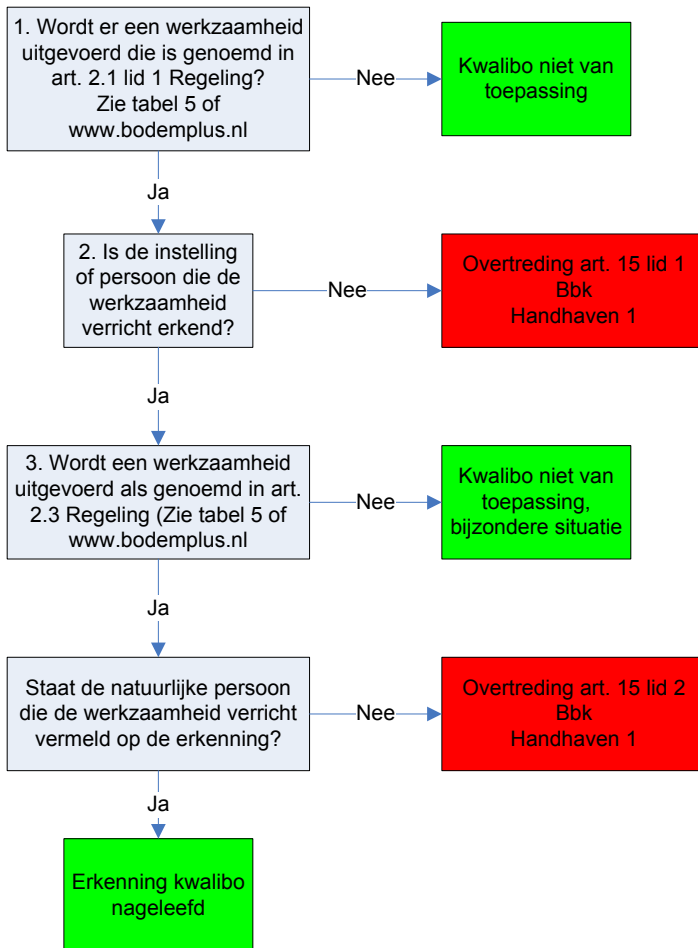 1. Wordt er een werkzaamheid
uitgevoerd die is genoemd in
art. 2.1 lid 1 Regeling?
Zie tabel 5 of
www.bodemplus.nl
Nee
Kwalibo niet van
toepassing
Ja
2. Is de instelling
of persoon die de
werkzaamheid
verricht erkend?
Nee
Overtreding art. 15 lid 1
Bbk
Handhaven 1
Ja
3. Wordt een werkzaamheid
uitgevoerd als genoemd in art.
2.3 Regeling (Zie tabel 5 of
www.bodemplus.nl
Nee
Kwalibo niet van
toepassing,
bijzondere situatie
Ja
Staat de natuurlijke persoon
die de werkzaamheid verricht
vermeld op de erkenning?
Nee
Overtreding art. 15 lid 2
Bbk
Handhaven 1
Ja
Erkenning kwalibo
nageleefd